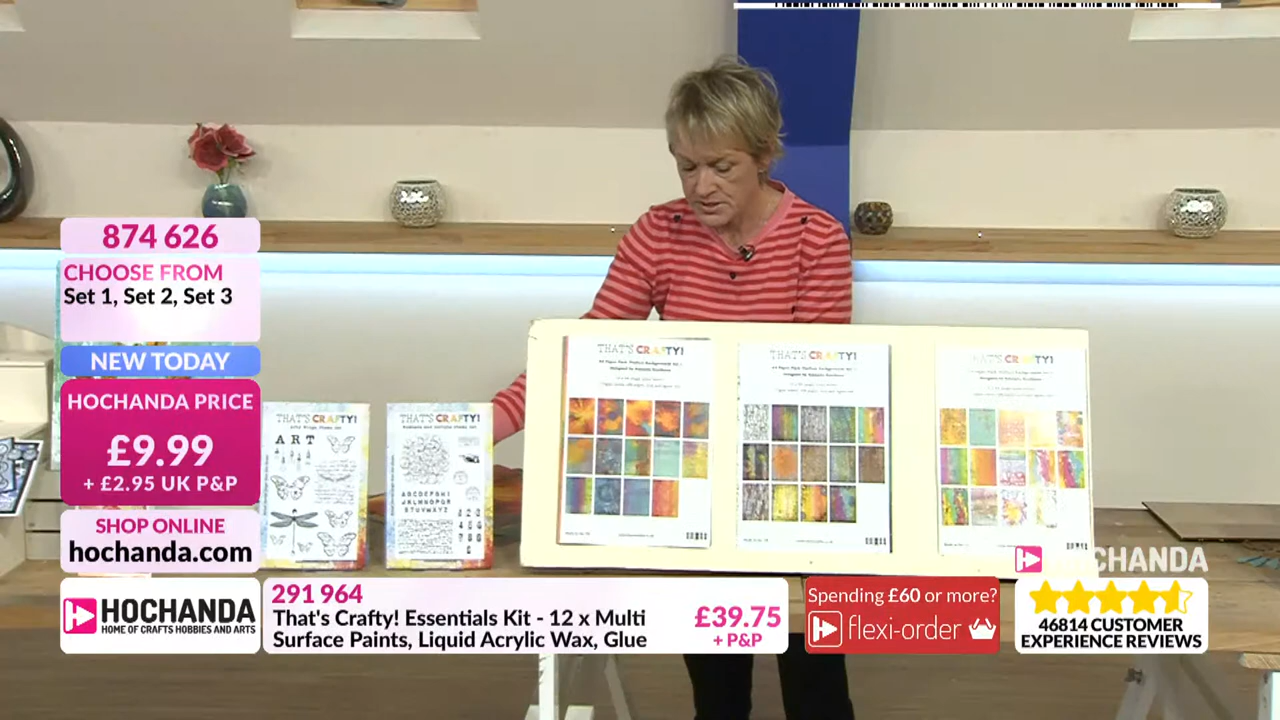 874 626
CHOOSE FROM
Set 1, Set 2, Set 3
NEW TODAY
HOCHANDA PRICE
£9.99
+ £2.95 UK P&P
SHOP ONLINE
hochanda.com
HOCHANDA
HOME OF CRAFTS HOBBIES AND ARTS
291 964
That's Crafty! Essentials Kit - 12 x Multi
Surface Paints, Liquid Acrylic Wax, Glue
£39.75
+ P&P
Spending £60 or more?
flexi-order
HOCHANDA
46814 CUSTOMER
EXPERIENCE REVIEWS
THAT'S CRAFTY!
ART
THAT'S CRAFTY!
ABCDEFGH
IJKLMNOPQR
STUVWXYZ
THAT'S CRAFTY!
THAT'S CRAFTY!
THAT'S CRAFTY!